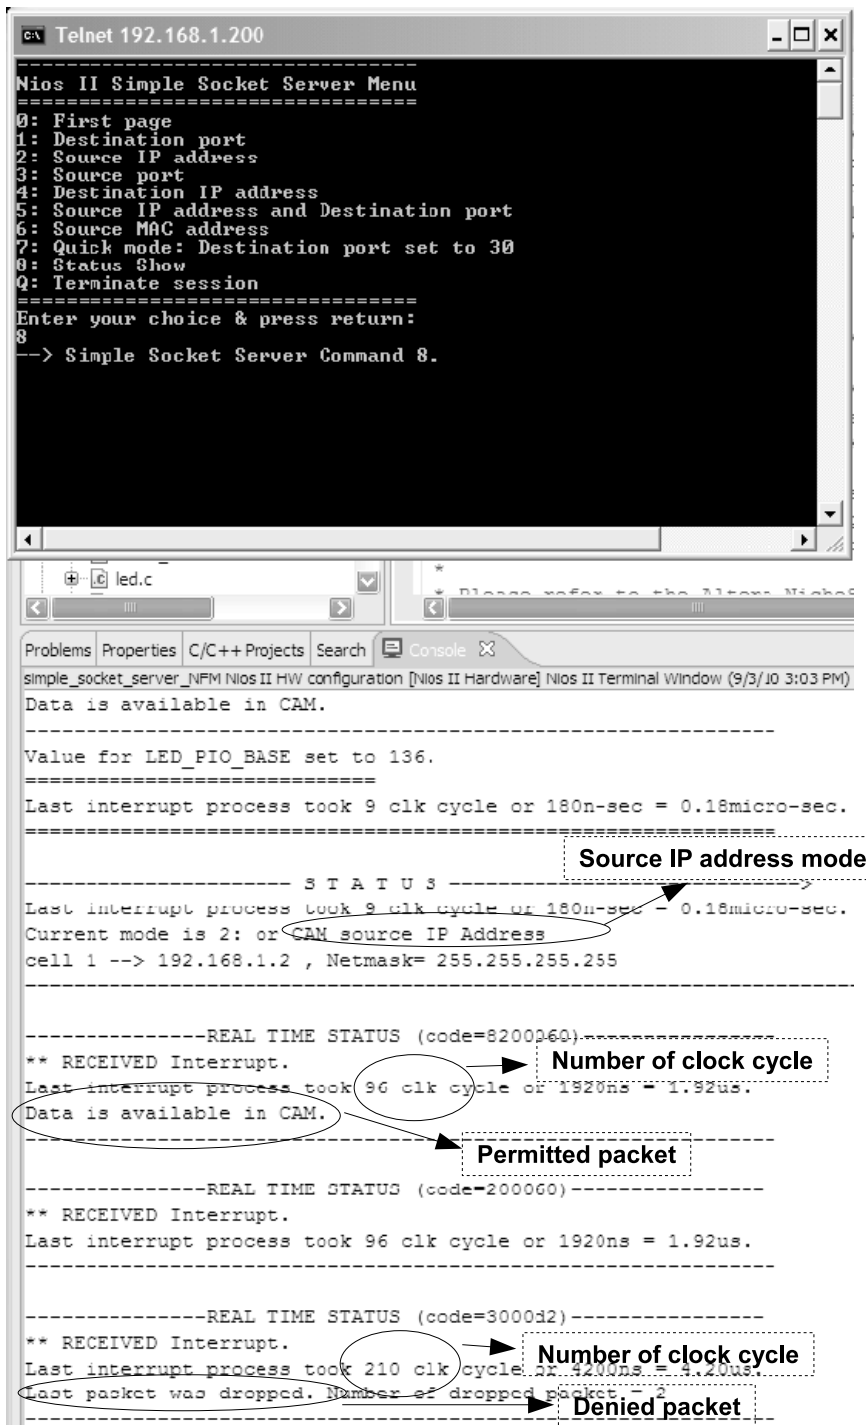 Telnet 192.168.1.200
---------------------------------
Nios II Simple Socket Server Menu
=================================
0: First page
1: Destination port
2: Source IP address
3: Source port
4: Destination IP address
5: Source IP address and Destination port
6: Source MAC address
7: Quick mode: Destination port set to 30
8: Status Show
Q: Terminate session
=================================
Enter your choice & press return:
8
--> Simple Socket Server Command 8.
led.c
*
* Please refer to the Altera
Problems Properties C/C++ Projects Search Console
simple_socket_server_NFM Nios II HW configuration [Nios II Hardware] Nios II Terminal Window (9/3/10 3:03 PM)
Data is available in CAM.
Value for LED_PIO_BASE set to 136.
Last interrupt process took 9 clk cycle or 180n-sec = 0.18micro-sec.
Source IP address mode
---------------------- S T A T U S ----------------------------->
Last interrupt process took 9 clk cycle or 180n-sec = 0.18micro-sec.
Current mode is 2: or CAM source IP Address
cell 1 --> 192.168.1.2 , Netmask= 255.255.255.255
---------------REAL TIME STATUS (code=8200060)----------------
** RECEIVED Interrupt.
Number of clock cycle
Last interrupt process took 96 clk cycle or 1920ns = 1.92us.
Data is available in CAM.
Permitted packet
---------------REAL TIME STATUS (code=200060)----------------
** RECEIVED Interrupt.
Last interrupt process took 96 clk cycle or 1920ns = 1.92us.
---------------REAL TIME STATUS (code=3000d2)----------------
** RECEIVED Interrupt.
Number of clock cycle
Last interrupt process took 210 clk cycle or 4200ns = 4.20us.
Last packet was dropped. Number of dropped packet = 2
Denied packet